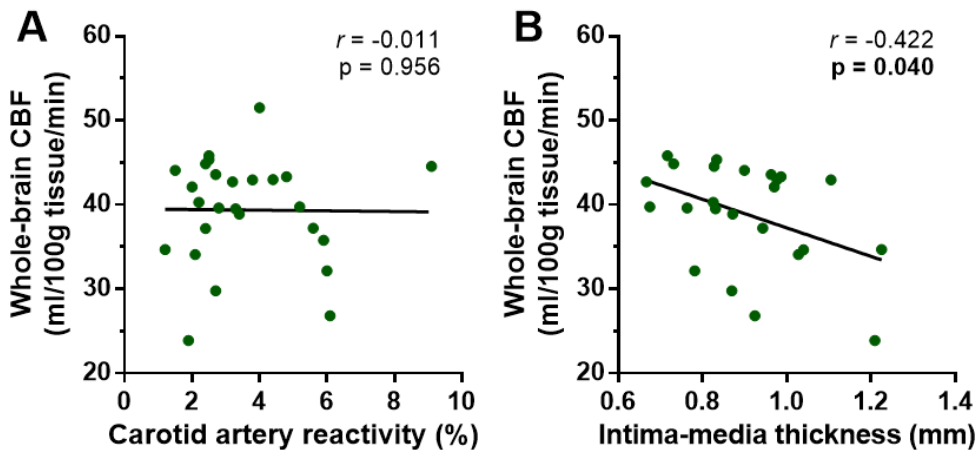 A
r = -0.011
p = 0.956
Whole-brain CBF
(ml/100g tissue/min)
60
50
40
30
20
0
2
4
6
8
10
Carotid artery reactivity (%)
B
r = -0.422
p = 0.040
Whole-brain CBF
(ml/100g tissue/min)
60
50
40
30
20
0.6
0.8
1.0
1.2
1.4
Intima-media thickness (mm)